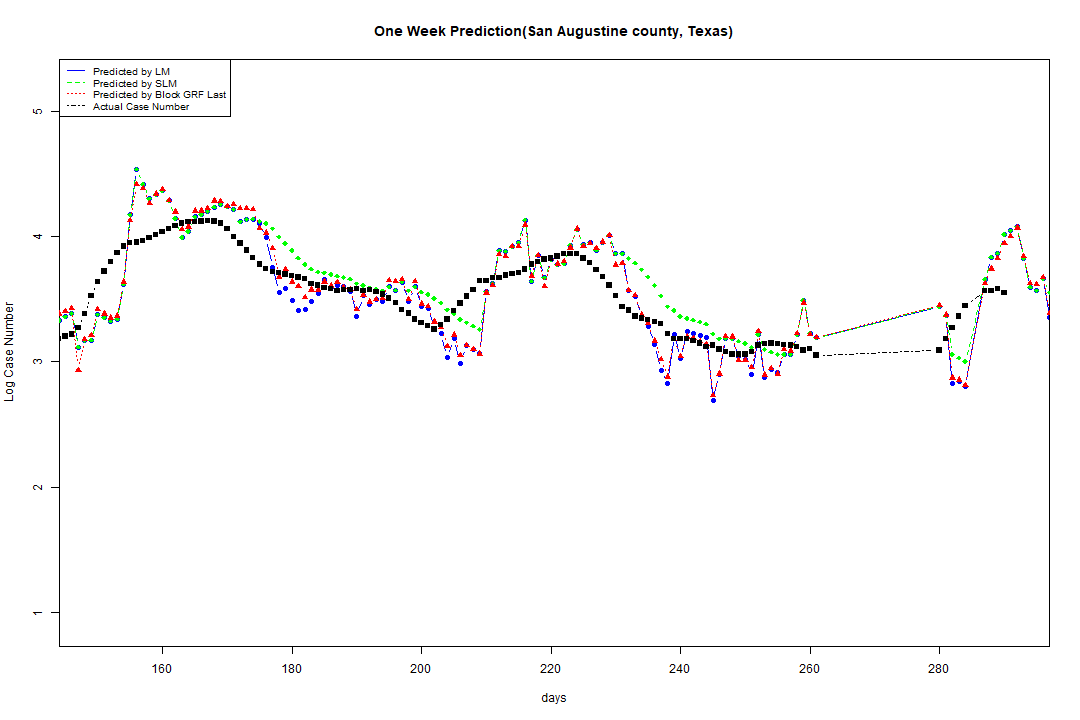 One Week Prediction(San Augustine county, Texas)
Predicted by LM
Predicted by SLM
Predicted by Block GRF Last
Actual Case Number
5
4
3
2
1
Log Case Number
160 180 200 220 240 260 280
days